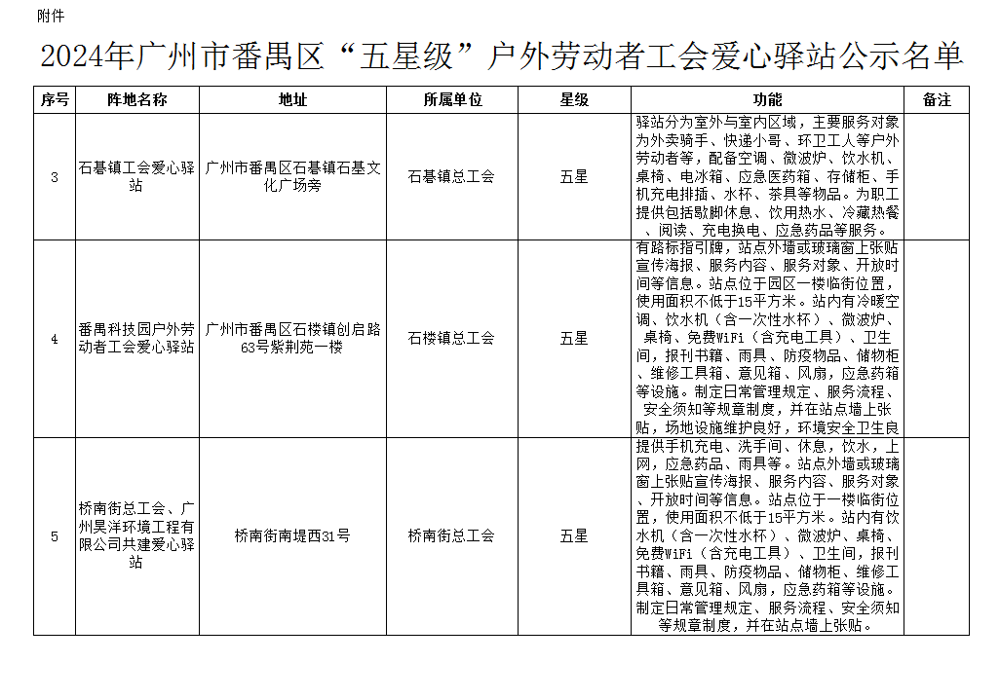 附件
2024年广州市番禺区“五星级”户外劳动者工会爱心驿站公示名单
序号 阵地名称 地址 所属单位 星级 功能 备注
3
石碁镇工会爱心驿
站
广州市番禺区石碁镇石基文
化广场旁
石碁镇总工会
五星
驿站分为室外与室内区域，主要服务对象
为外卖骑手、快递小哥、环卫工人等户外
劳动者等，配备空调、微波炉、饮水机、
桌椅、电冰箱、应急医药箱、存储柜、手
机充电排插、水杯、茶具等物品。为职工
提供包括歇脚休息、饮用热水、冷藏热餐
、阅读、充电换电、应急药品等服务。
4
番禺科技园户外劳
动者工会爱心驿站
广州市番禺区石楼镇创启路
63号紫荆苑一楼
石楼镇总工会
五星
有路标指引牌，站点外墙或玻璃窗上张贴
宣传海报、服务内容、服务对象、开放时
间等信息。站点位于园区一楼临街位置，
使用面积不低于15平方米。站内有冷暖空
调、饮水机（含一次性水杯）、微波炉、
桌椅、免费WiFi（含充电工具）、卫生
间，报刊书籍、雨具、防疫物品、储物柜
、维修工具箱、意见箱、风扇，应急药箱
等设施。制定日常管理规定、服务流程、
安全须知等规章制度，并在站点墙上张
贴，场地设施维护良好，环境安全卫生良
5
桥南街总工会、广
州昊洋环境工程有
限公司共建爱心驿
站
桥南街南堤西31号
桥南街总工会
五星
提供手机充电、洗手间、休息，饮水，上
网，应急药品、雨具等。站点外墙或玻璃
窗上张贴宣传海报、服务内容、服务对象
、开放时间等信息。站点位于一楼临街位
置，使用面积不低于15平方米。站内有饮
水机（含一次性水杯）、微波炉、桌椅、
免费WiFi（含充电工具）、卫生间，报刊
书籍、雨具、防疫物品、储物柜、维修工
具箱、意见箱、风扇，应急药箱等设施。
制定日常管理规定、服务流程、安全须知
等规章制度，并在站点墙上张贴。